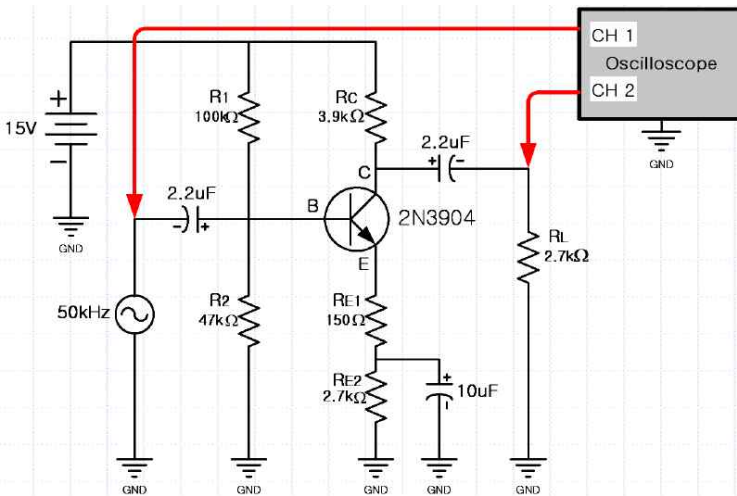 CH 1
Oscilloscope
CH 2
GND
+
15V
−
GND
R1
100kΩ
RC
3.9kΩ
2.2uF
+ −
C
2.2uF
− +
B
2N3904
E
RL
2.7kΩ
50kHz
R2
47kΩ
RE1
150Ω
RE2
2.7kΩ
+
10uF
−
GND
GND
GND
GND
GND